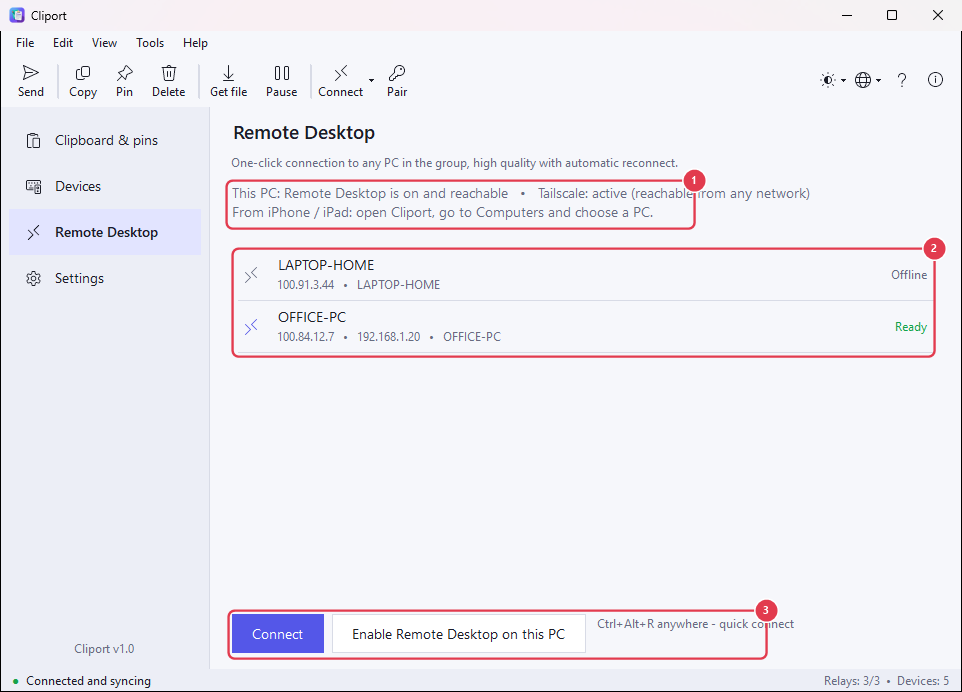 Cliport
File Edit View Tools Help
Send Copy Pin Delete Get file Pause Connect Pair
Clipboard & pins
Devices
Remote Desktop
Settings
Cliport v1.0
Remote Desktop
One-click connection to any PC in the group, high quality with automatic reconnect.
1
This PC: Remote Desktop is on and reachable • Tailscale: active (reachable from any network)
From iPhone / iPad: open Cliport, go to Computers and choose a PC.
2
LAPTOP-HOME
100.91.3.44 • LAPTOP-HOME
Offline
OFFICE-PC
100.84.12.7 • 192.168.1.20 • OFFICE-PC
Ready
3
Connect
Enable Remote Desktop on this PC
Ctrl+Alt+R anywhere - quick connect
Connected and syncing
Relays: 3/3 • Devices: 5